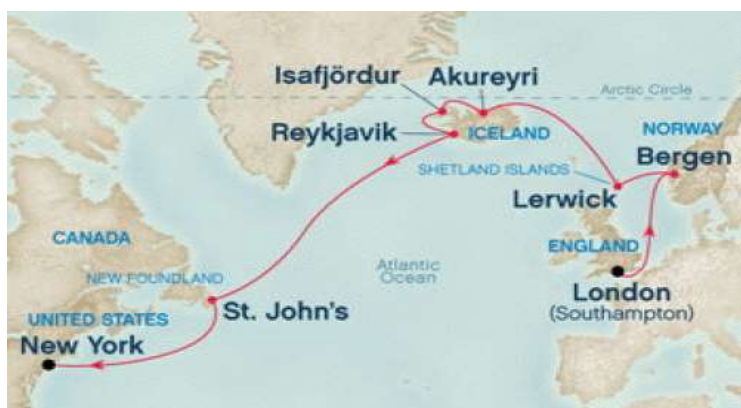 Isafjördur
Akureyri
Arctic Circle
Reykjavik
ICELAND
NORWAY
Bergen
SHETLAND ISLANDS
Lerwick
CANADA
ENGLAND
Atlantic
Ocean
NEW FOUNDLAND
London
(Southampton)
St. John's
UNITED STATES
New York